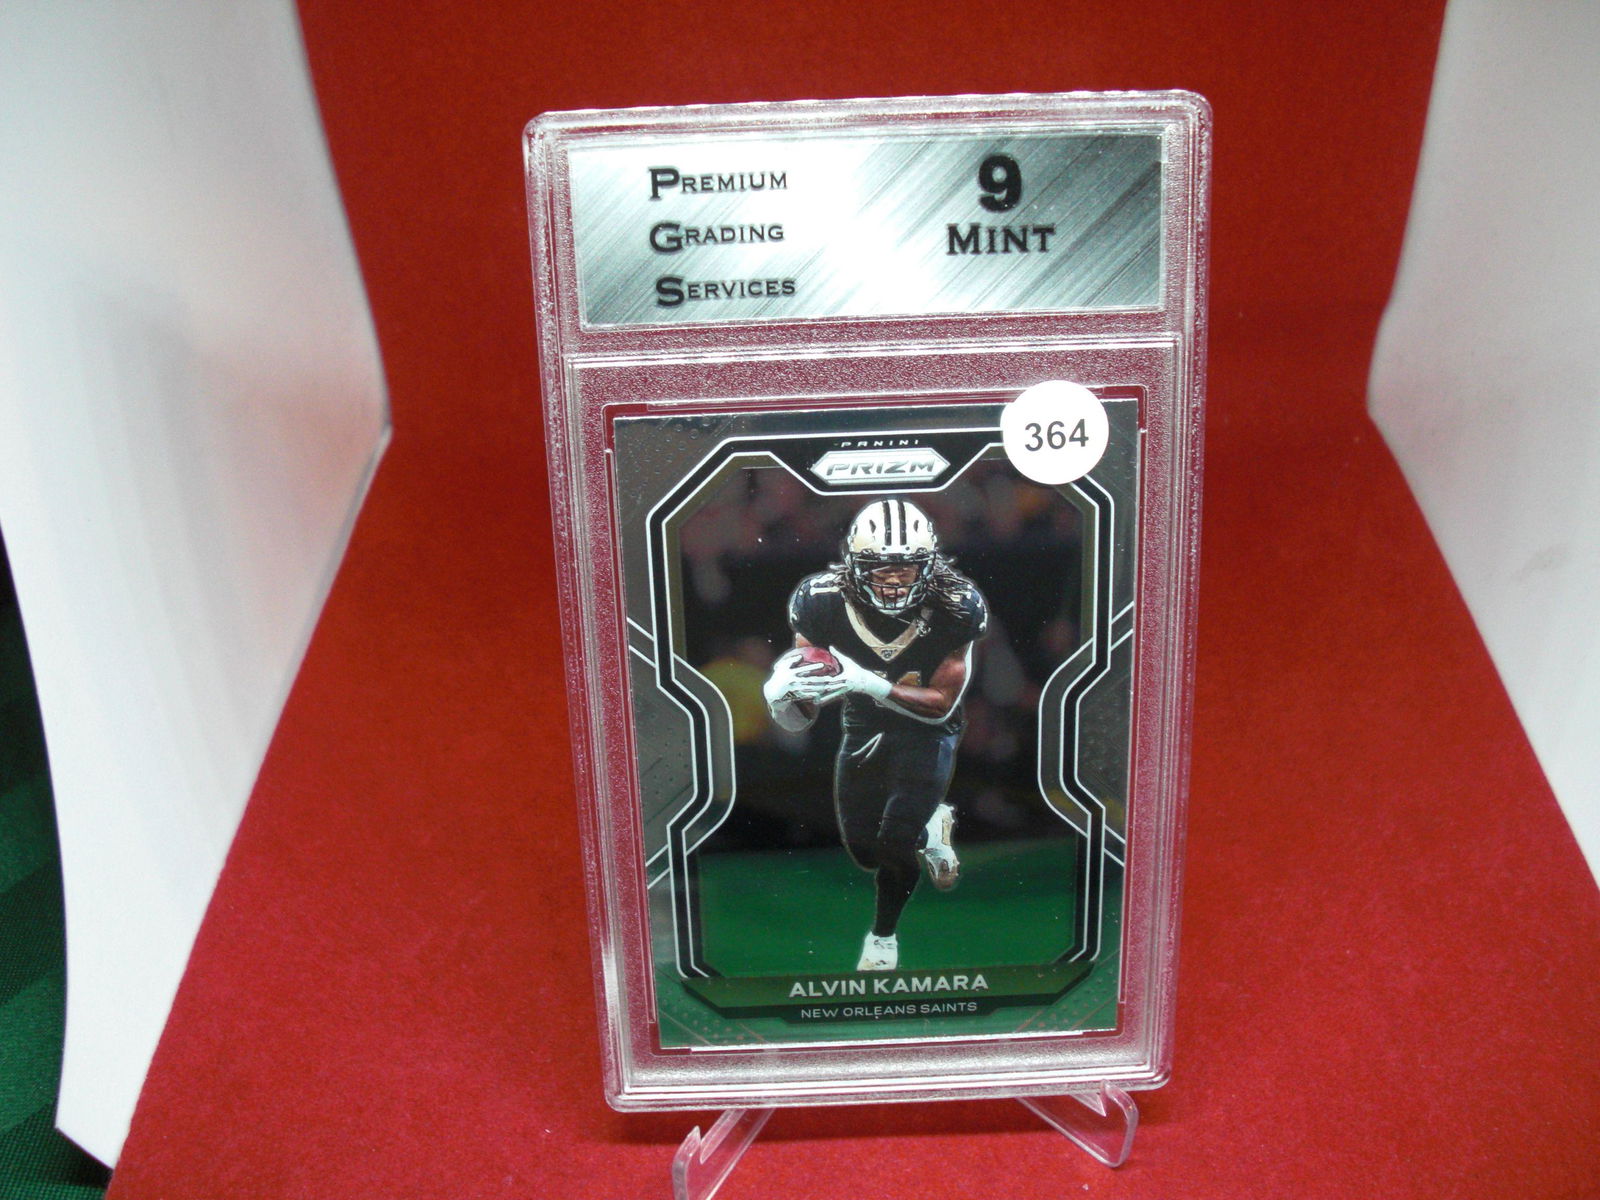 PREMIUM
GRADING
SERVICES
9
MINT
364
PANINI
PRIZM
ALVIN KAMARA
NEW ORLEANS SAINTS